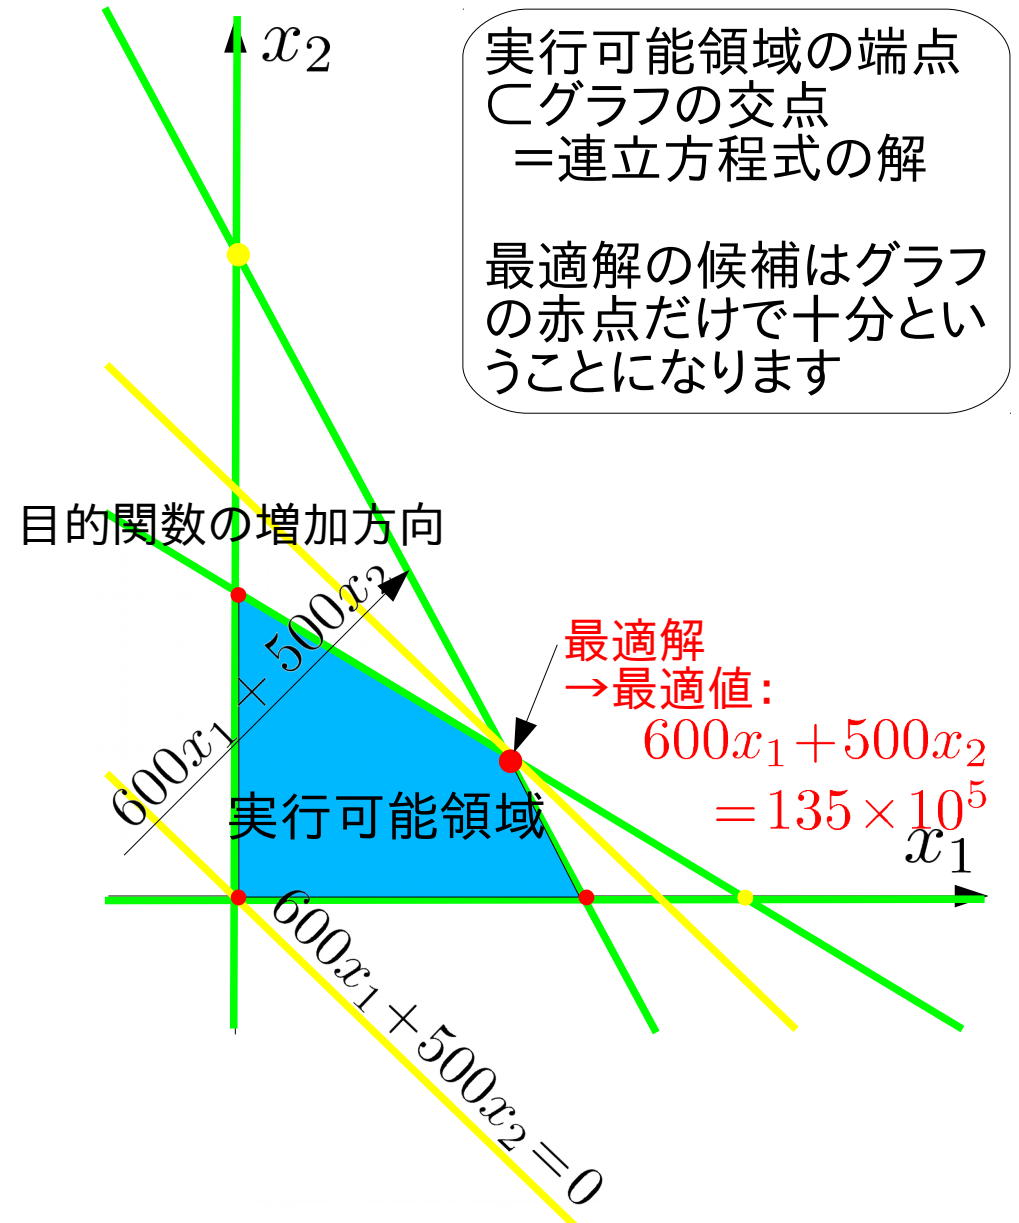 x₂
実行可能領域の端点
⊂グラフの交点
=連立方程式の解
最適解の候補はグラフ
の赤点だけで十分とい
うことになります
目的関数の増加方向
600x₁+500x₂
最適解
→最適値:
600x₁+500x₂
=135×10⁵
x₁
実行可能領域
600x₁+500x₂=0